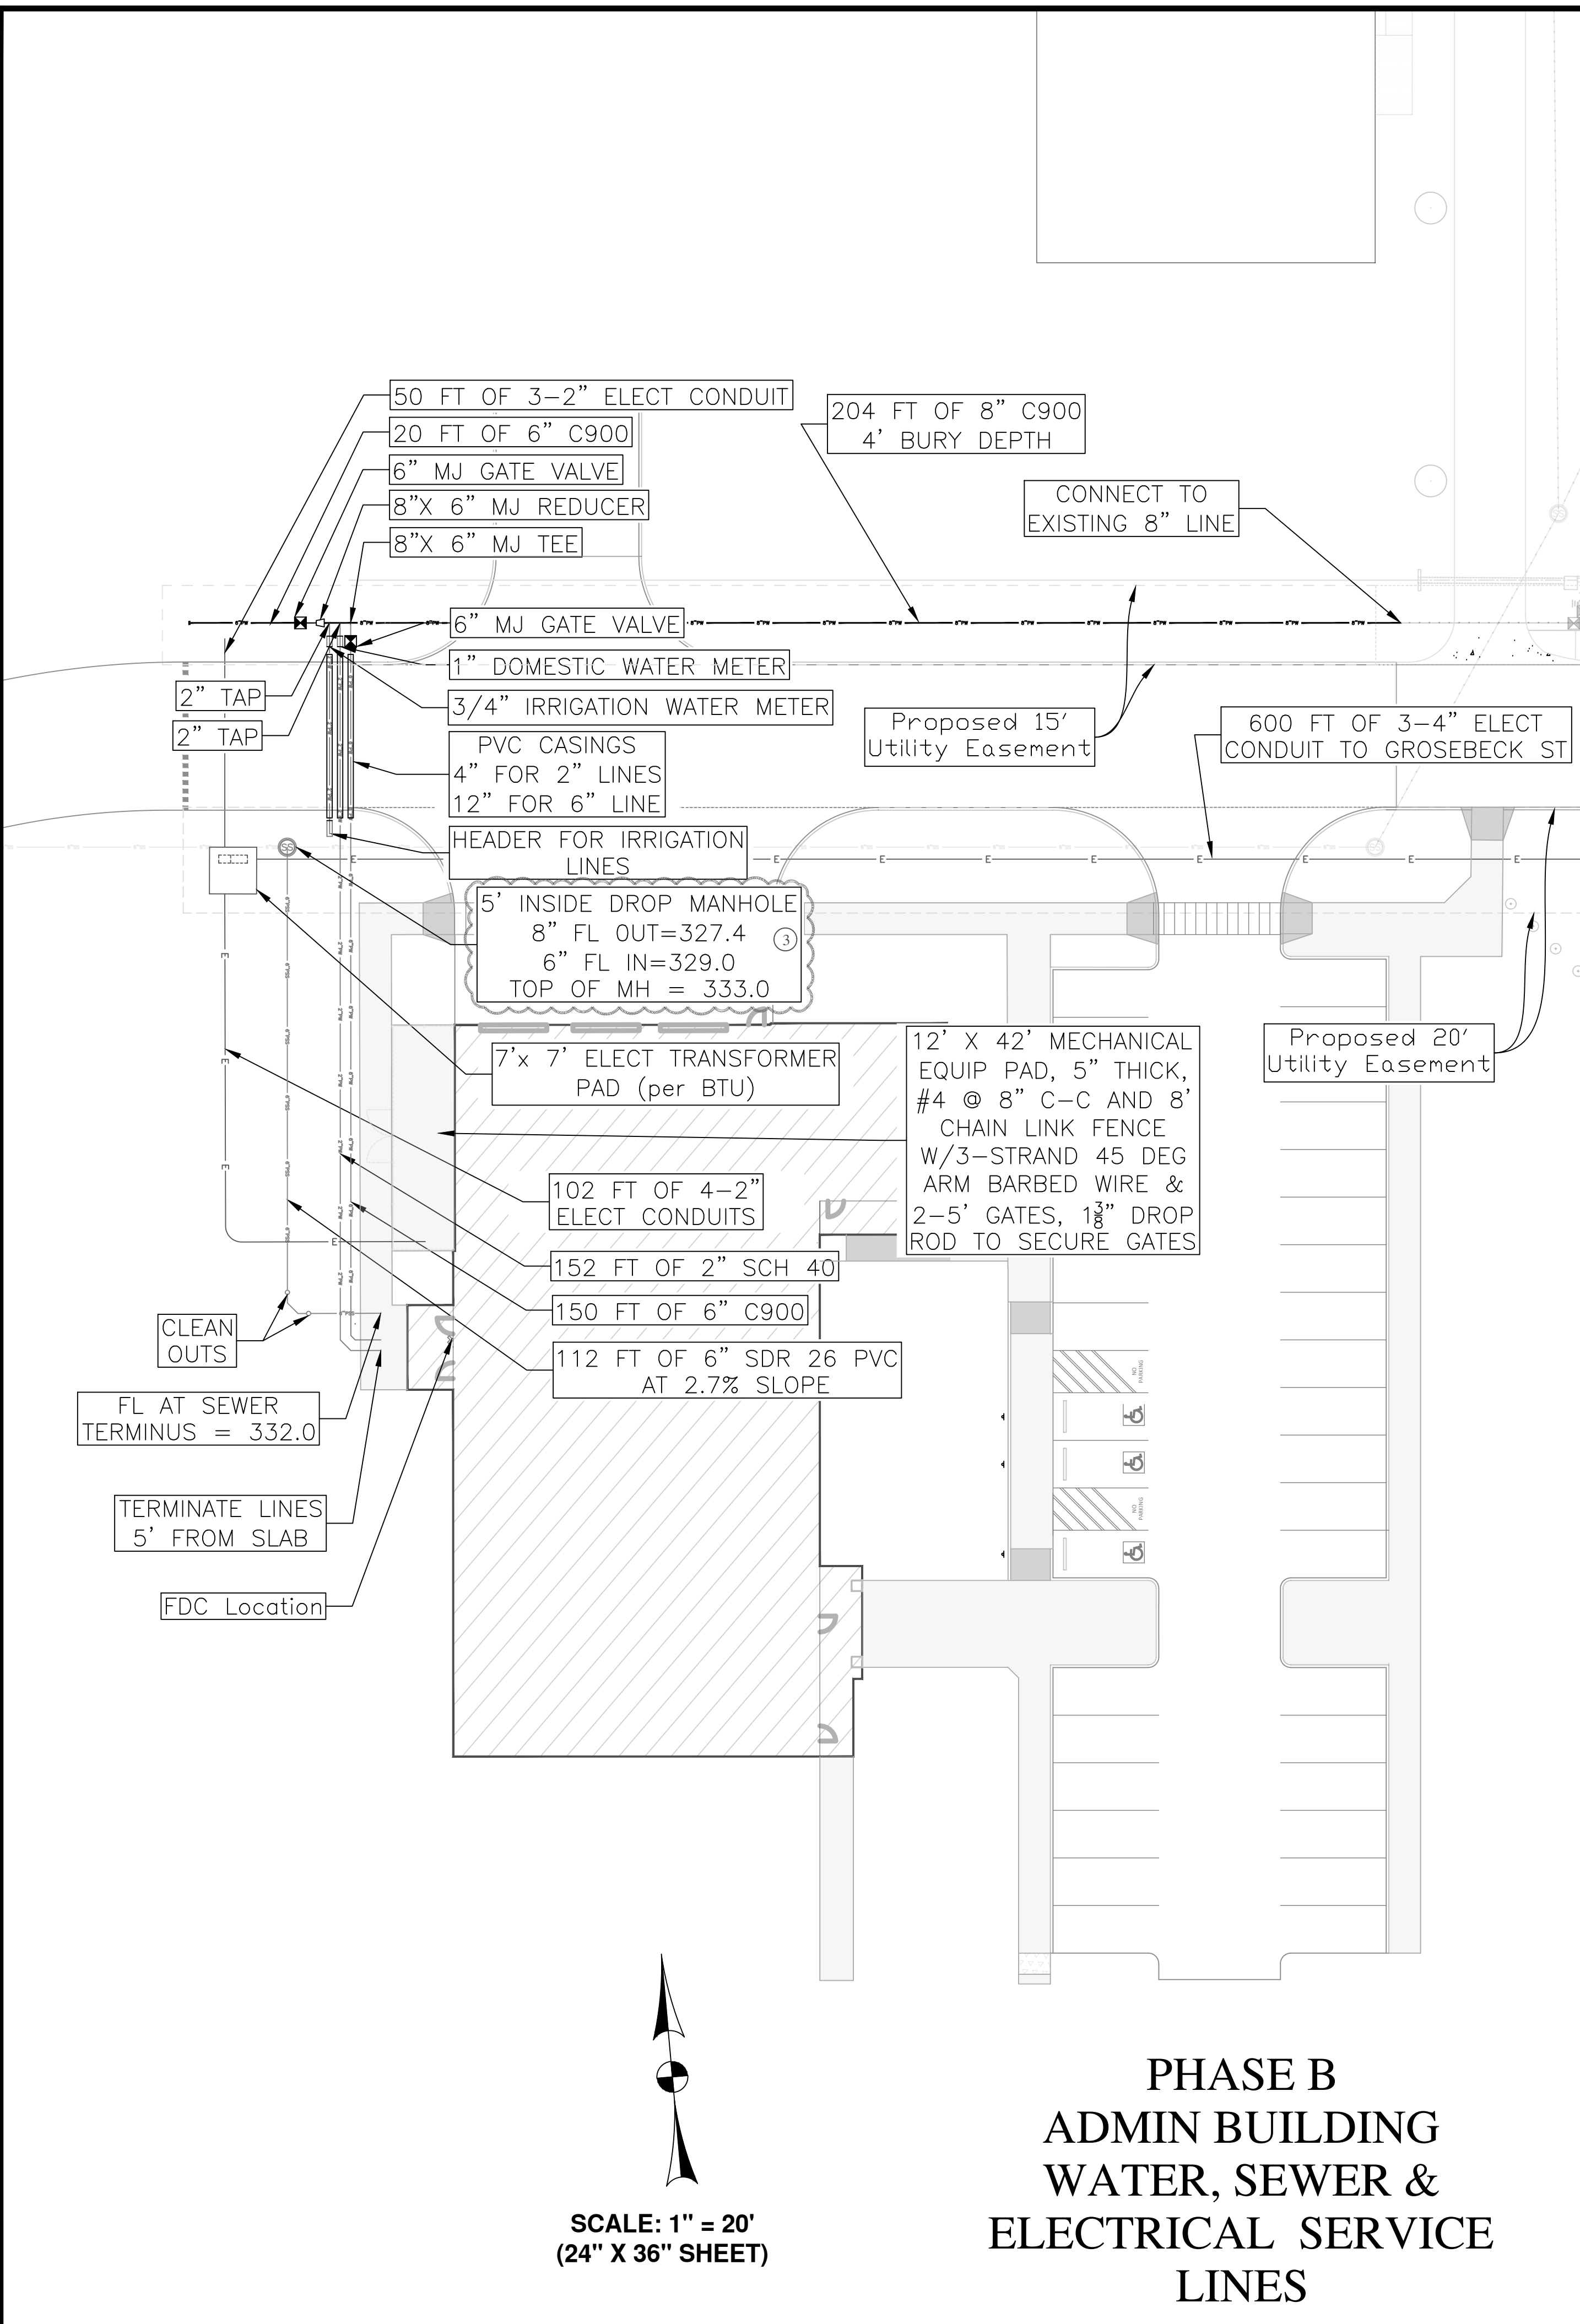 50 FT OF 3-2" ELECT CONDUIT
20 FT OF 6" C900
6" MJ GATE VALVE
8"X 6" MJ REDUCER
8"X 6" MJ TEE
204 FT OF 8" C900
4' BURY DEPTH
CONNECT TO
EXISTING 8" LINE
6" MJ GATE VALVE
1" DOMESTIC WATER METER
3/4" IRRIGATION WATER METER
2" TAP
2" TAP
PVC CASINGS
4" FOR 2" LINES
12" FOR 6" LINE
Proposed 15'
Utility Easement
600 FT OF 3-4" ELECT
CONDUIT TO GROSEBECK ST
HEADER FOR IRRIGATION
LINES
SS
E
E
E
E
E
E
E
E
E
5' INSIDE DROP MANHOLE
8" FL OUT=327.4
6" FL IN=329.0
TOP OF MH = 333.0
3
7'x 7' ELECT TRANSFORMER
PAD (per BTU)
12' X 42' MECHANICAL
EQUIP PAD, 5" THICK,
#4 @ 8" C-C AND 8'
CHAIN LINK FENCE
W/3-STRAND 45 DEG
ARM BARBED WIRE &
2-5' GATES, 1 3/8" DROP
ROD TO SECURE GATES
Proposed 20'
Utility Easement
E
E
E
102 FT OF 4-2"
ELECT CONDUITS
152 FT OF 2" SCH 40
150 FT OF 6" C900
112 FT OF 6" SDR 26 PVC
AT 2.7% SLOPE
CLEAN
OUTS
FL AT SEWER
TERMINUS = 332.0
TERMINATE LINES
5' FROM SLAB
FDC Location
NO
PARKING
NO
PARKING
SCALE: 1" = 20'
(24" X 36" SHEET)
PHASE B
ADMIN BUILDING
WATER, SEWER &
ELECTRICAL SERVICE
LINES